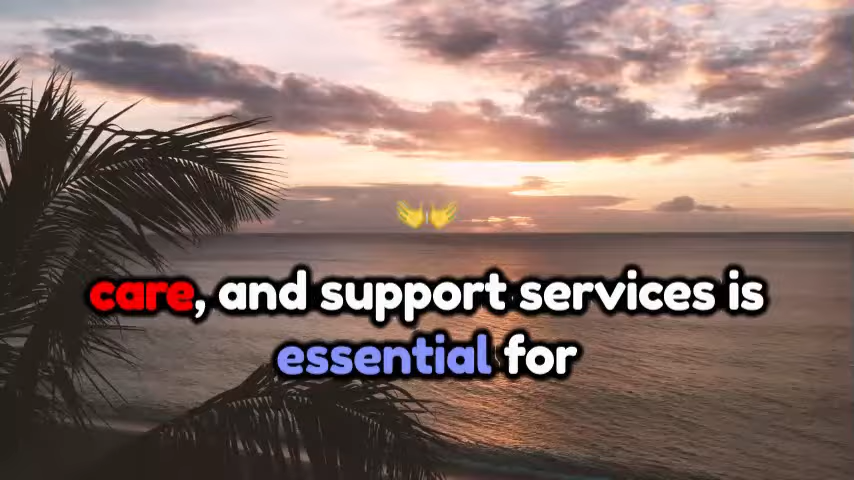 care, and support services is
essential for